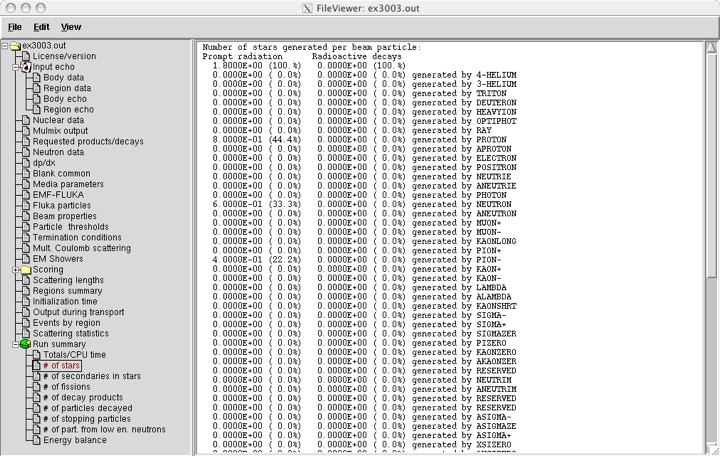 FileViewer: ex3003.out
File Edit View
ex3003.out
License/version
Input echo
Body data
Region data
Body echo
Region echo
Nuclear data
Mulmix output
Requested products/decays
Neutron data
dp/dx
Blank common
Media parameters
EMF-FLUKA
Fluka particles
Beam properties
Particle thresholds
Termination conditions
Mult. Coulomb scattering
EM Showers
Scoring
Scattering lengths
Regions summary
Initialization time
Output during transport
Events by region
Scattering statistics
Run summary
Totals/CPU time
# of stars
# of secondaries in stars
# of fissions
# of decay products
# of particles decayed
# of stopping particles
# of part. from low en. neutrons
Energy balance
Number of stars generated per beam particle:
Prompt radiation Radioactive decays
1.8000E+00 (100.%) 0.0000E+00 (100.%)
0.0000E+00 ( 0.0%) 0.0000E+00 ( 0.0%) generated by 4-HELIUM
0.0000E+00 ( 0.0%) 0.0000E+00 ( 0.0%) generated by 3-HELIUM
0.0000E+00 ( 0.0%) 0.0000E+00 ( 0.0%) generated by TRITON
0.0000E+00 ( 0.0%) 0.0000E+00 ( 0.0%) generated by DEUTERON
0.0000E+00 ( 0.0%) 0.0000E+00 ( 0.0%) generated by HEAVYION
0.0000E+00 ( 0.0%) 0.0000E+00 ( 0.0%) generated by OPTIPHOT
0.0000E+00 ( 0.0%) 0.0000E+00 ( 0.0%) generated by RAY
8.0000E-01 (44.4%) 0.0000E+00 ( 0.0%) generated by PROTON
0.0000E+00 ( 0.0%) 0.0000E+00 ( 0.0%) generated by APROTON
0.0000E+00 ( 0.0%) 0.0000E+00 ( 0.0%) generated by ELECTRON
0.0000E+00 ( 0.0%) 0.0000E+00 ( 0.0%) generated by POSITRON
0.0000E+00 ( 0.0%) 0.0000E+00 ( 0.0%) generated by NEUTRIE
0.0000E+00 ( 0.0%) 0.0000E+00 ( 0.0%) generated by ANEUTRIE
0.0000E+00 ( 0.0%) 0.0000E+00 ( 0.0%) generated by PHOTON
6.0000E-01 (33.3%) 0.0000E+00 ( 0.0%) generated by NEUTRON
0.0000E+00 ( 0.0%) 0.0000E+00 ( 0.0%) generated by ANEUTRON
0.0000E+00 ( 0.0%) 0.0000E+00 ( 0.0%) generated by MUON+
0.0000E+00 ( 0.0%) 0.0000E+00 ( 0.0%) generated by MUON-
0.0000E+00 ( 0.0%) 0.0000E+00 ( 0.0%) generated by KAONLONG
0.0000E+00 ( 0.0%) 0.0000E+00 ( 0.0%) generated by PION+
4.0000E-01 (22.2%) 0.0000E+00 ( 0.0%) generated by PION-
0.0000E+00 ( 0.0%) 0.0000E+00 ( 0.0%) generated by KAON+
0.0000E+00 ( 0.0%) 0.0000E+00 ( 0.0%) generated by KAON-
0.0000E+00 ( 0.0%) 0.0000E+00 ( 0.0%) generated by LAMBDA
0.0000E+00 ( 0.0%) 0.0000E+00 ( 0.0%) generated by ALAMBDA
0.0000E+00 ( 0.0%) 0.0000E+00 ( 0.0%) generated by KAONSHRT
0.0000E+00 ( 0.0%) 0.0000E+00 ( 0.0%) generated by SIGMA-
0.0000E+00 ( 0.0%) 0.0000E+00 ( 0.0%) generated by SIGMA+
0.0000E+00 ( 0.0%) 0.0000E+00 ( 0.0%) generated by SIGMAZER
0.0000E+00 ( 0.0%) 0.0000E+00 ( 0.0%) generated by PIZERO
0.0000E+00 ( 0.0%) 0.0000E+00 ( 0.0%) generated by KAONZERO
0.0000E+00 ( 0.0%) 0.0000E+00 ( 0.0%) generated by AKAONZER
0.0000E+00 ( 0.0%) 0.0000E+00 ( 0.0%) generated by RESERVED
0.0000E+00 ( 0.0%) 0.0000E+00 ( 0.0%) generated by NEUTRIM
0.0000E+00 ( 0.0%) 0.0000E+00 ( 0.0%) generated by ANEUTRIM
0.0000E+00 ( 0.0%) 0.0000E+00 ( 0.0%) generated by RESERVED
0.0000E+00 ( 0.0%) 0.0000E+00 ( 0.0%) generated by RESERVED
0.0000E+00 ( 0.0%) 0.0000E+00 ( 0.0%) generated by ASIGMA-
0.0000E+00 ( 0.0%) 0.0000E+00 ( 0.0%) generated by ASIGMAZE
0.0000E+00 ( 0.0%) 0.0000E+00 ( 0.0%) generated by ASIGMA+
0.0000E+00 ( 0.0%) 0.0000E+00 ( 0.0%) generated by XSIZERO